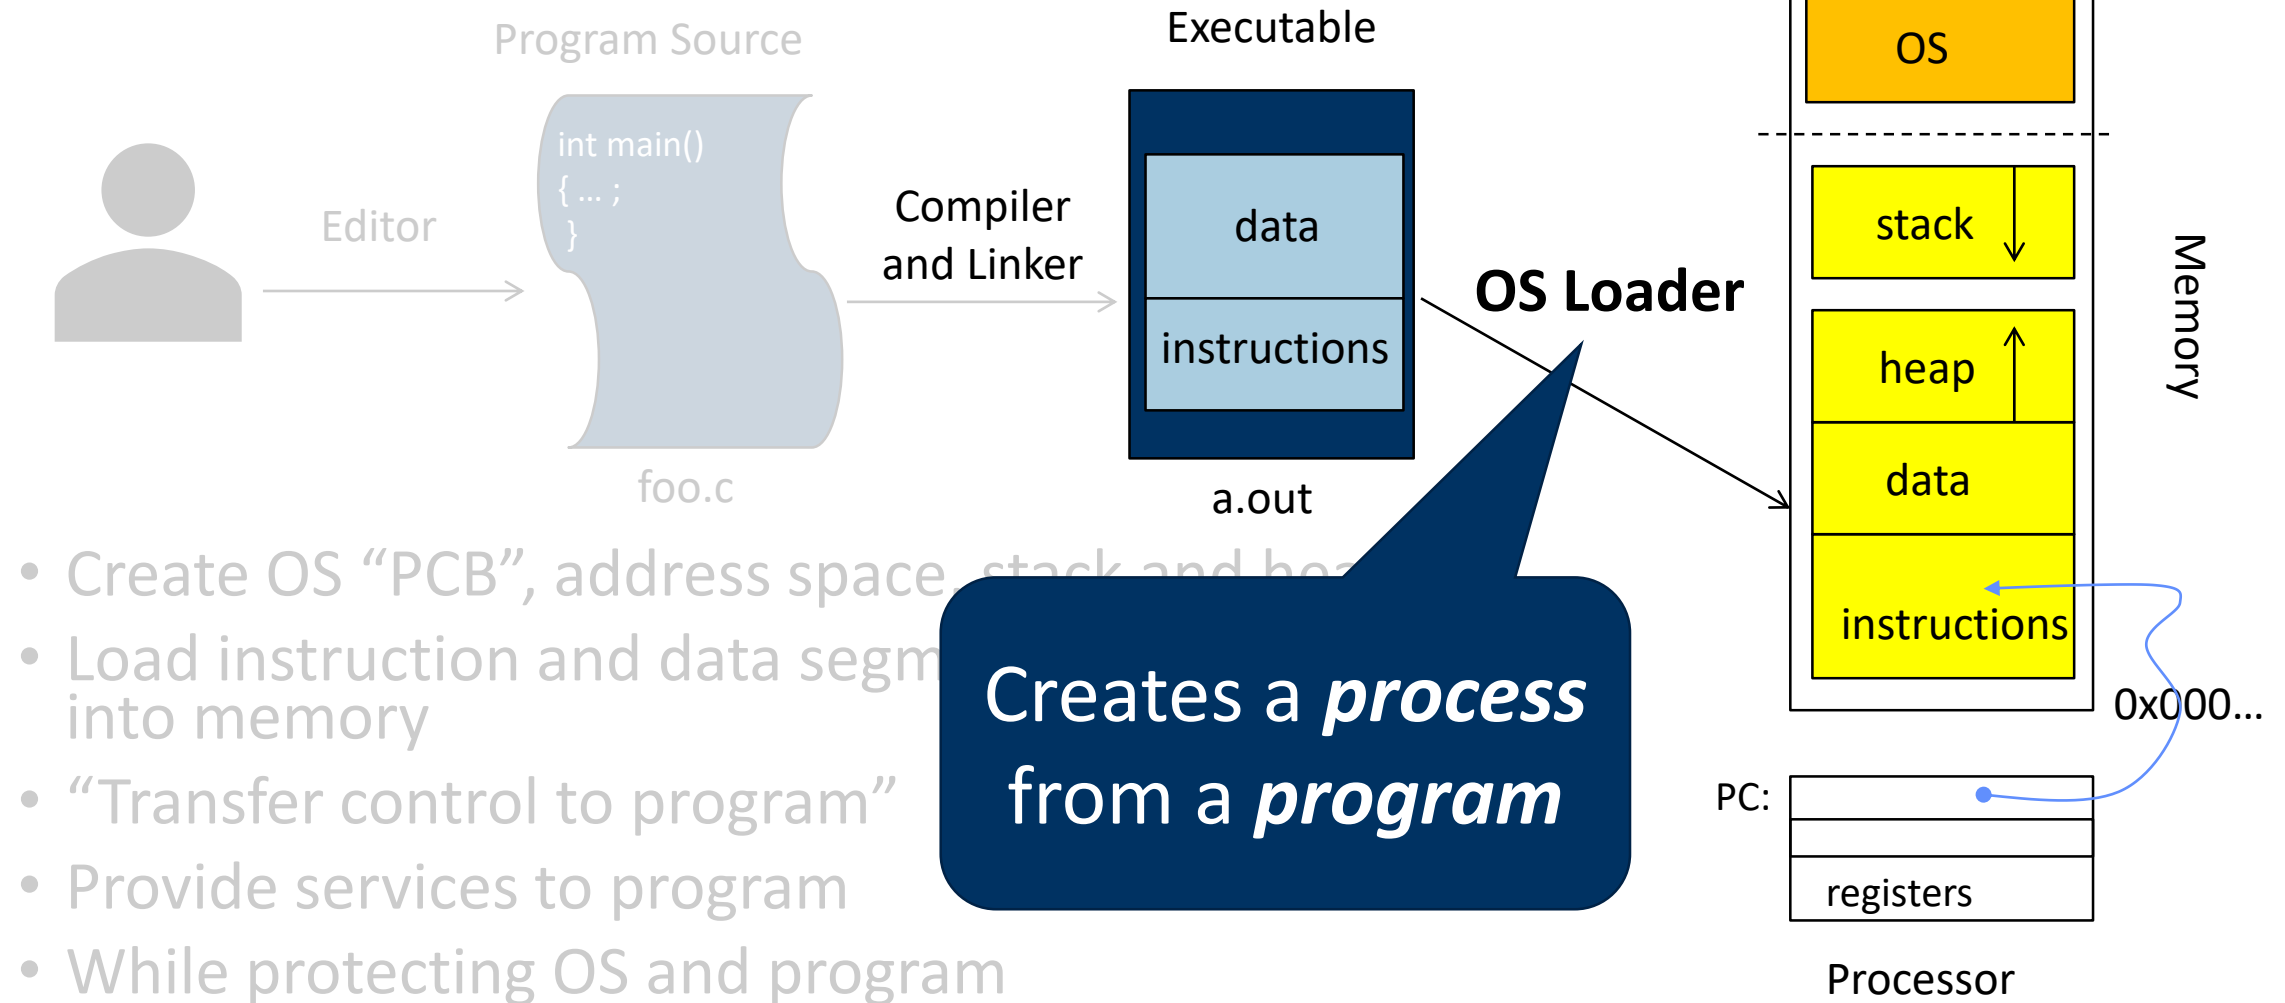 Program Source
Executable
OS
int main()
{ ... ;
}
Editor
Compiler
and Linker
data
instructions
OS Loader
stack
heap
data
instructions
Memory
foo.c
a.out
0x000...
• Create OS “PCB”, address space, stack and
• Load instruction and data
into memory
• “Transfer control to program”
• Provide services to program
• While protecting OS and program
Creates a process
from a program
PC:
registers
Processor